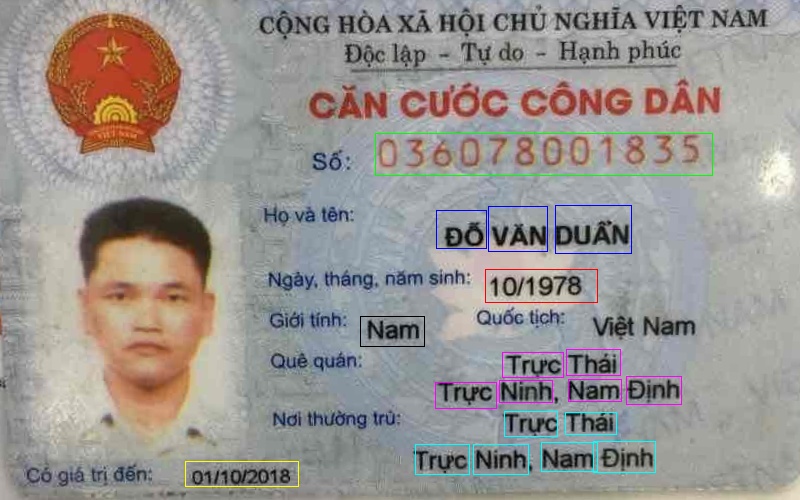 CỘNG HÒA XÃ HỘI CHỦ NGHĨA VIỆT NAM
Độc lập - Tự do - Hạnh phúc
CĂN CƯỚC CÔNG DÂN
Số: 036078001835
Họ và tên:
ĐỖ VĂN DUẨN
Ngày, tháng, năm sinh: 10/1978
Giới tính: Nam Quốc tịch: Việt Nam
Quê quán: Trực Thái
Trực Ninh, Nam Định
Nơi thường trú: Trực Thái
Trực Ninh, Nam Định
Có giá trị đến: 01/10/2018